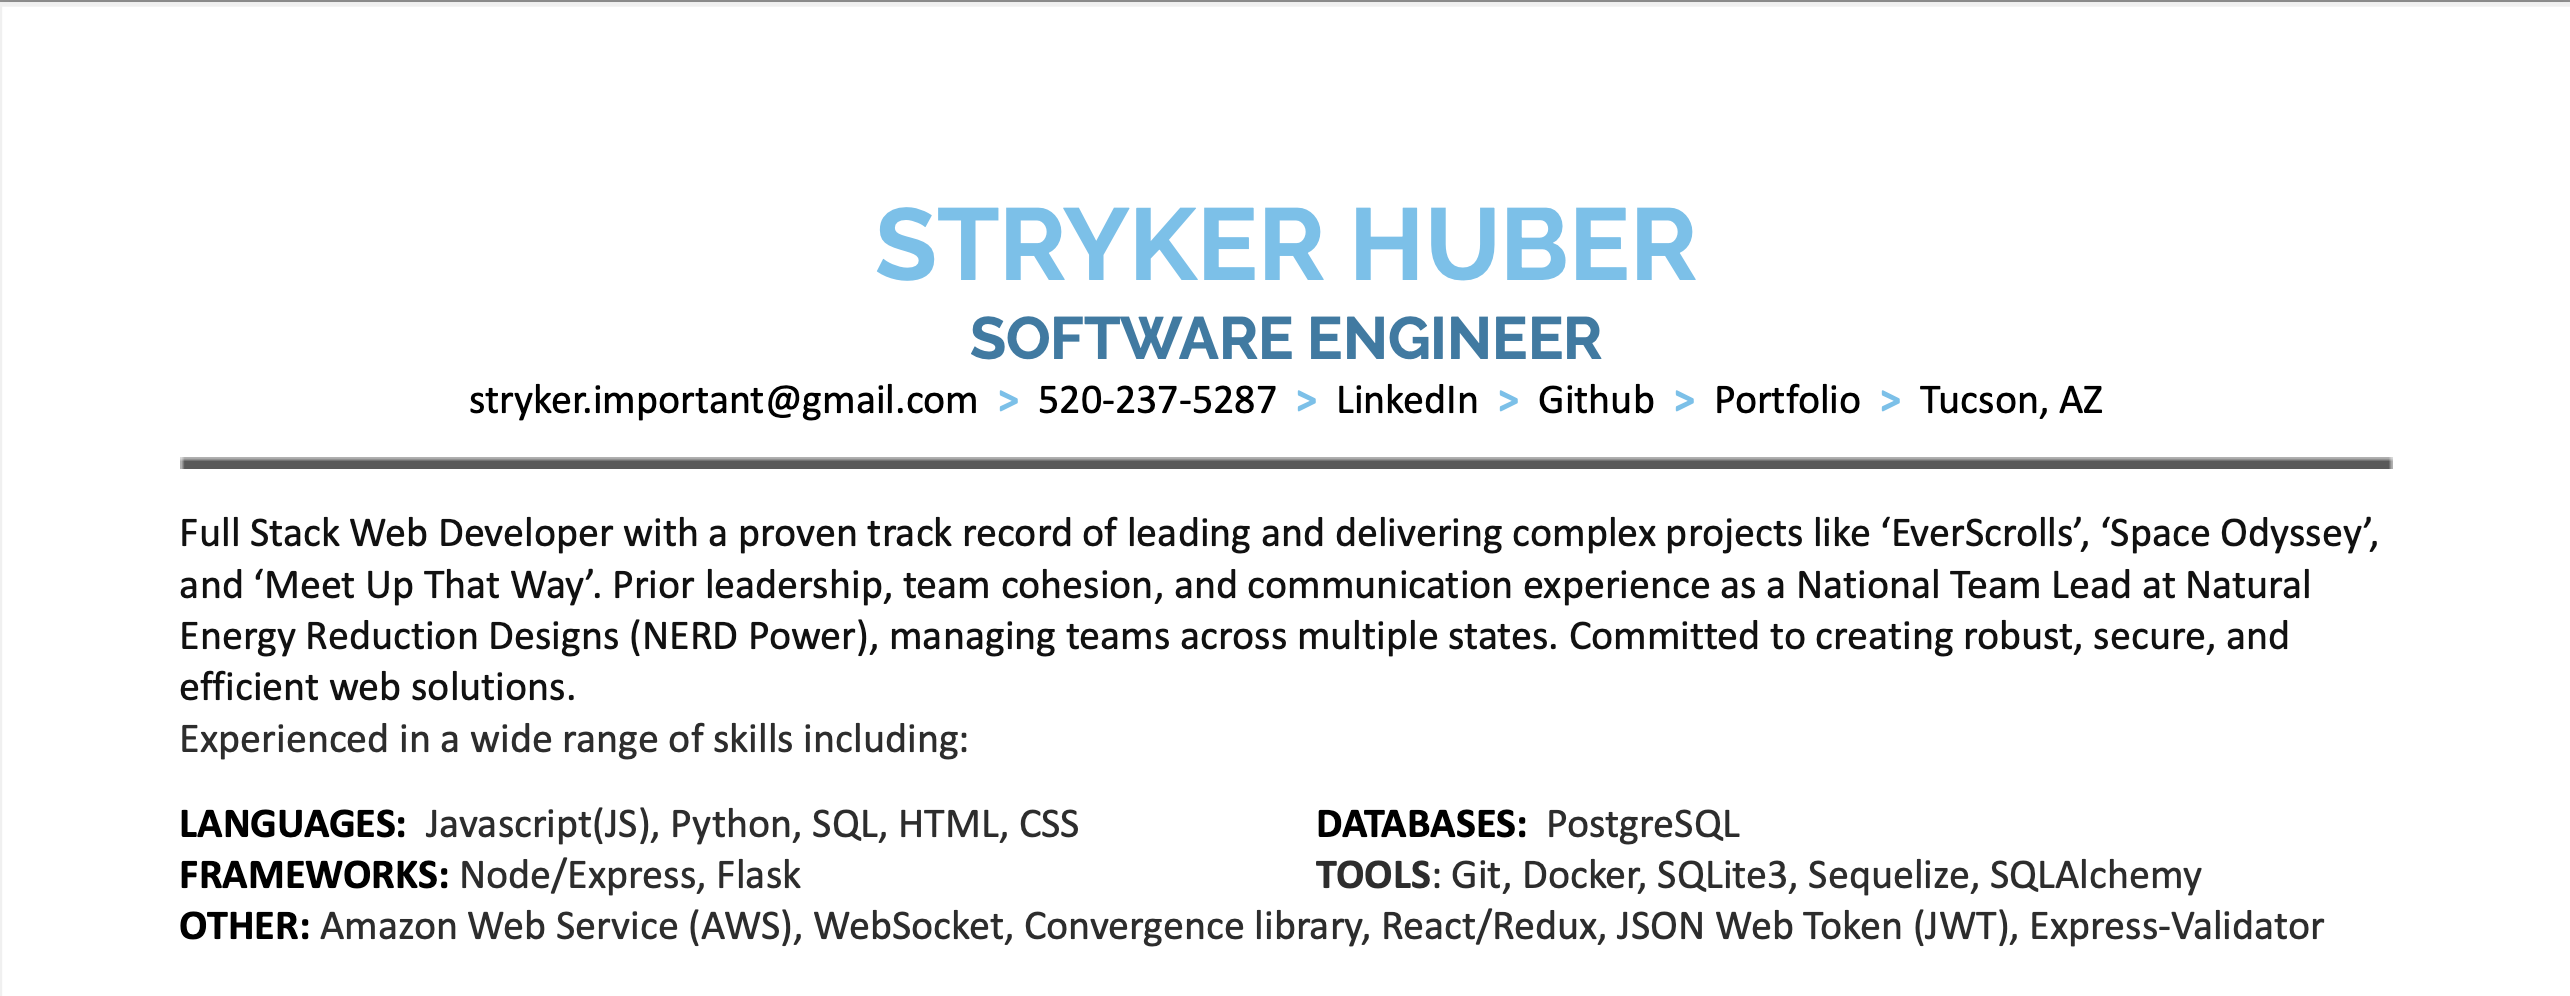 STRYKER HUBER
SOFTWARE ENGINEER
stryker.important@gmail.com > 520-237-5287 > LinkedIn > Github > Portfolio > Tucson, AZ
Full Stack Web Developer with a proven track record of leading and delivering complex projects like ‘EverScrolls’, ‘Space Odyssey’,
and ‘Meet Up That Way’. Prior leadership, team cohesion, and communication experience as a National Team Lead at Natural
Energy Reduction Designs (NERD Power), managing teams across multiple states. Committed to creating robust, secure, and
efficient web solutions.
Experienced in a wide range of skills including:
LANGUAGES: Javascript(JS), Python, SQL, HTML, CSS
DATABASES: PostgreSQL
FRAMEWORKS: Node/Express, Flask
TOOLS: Git, Docker, SQLite3, Sequelize, SQLAlchemy
OTHER: Amazon Web Service (AWS), WebSocket, Convergence library, React/Redux, JSON Web Token (JWT), Express-Validator